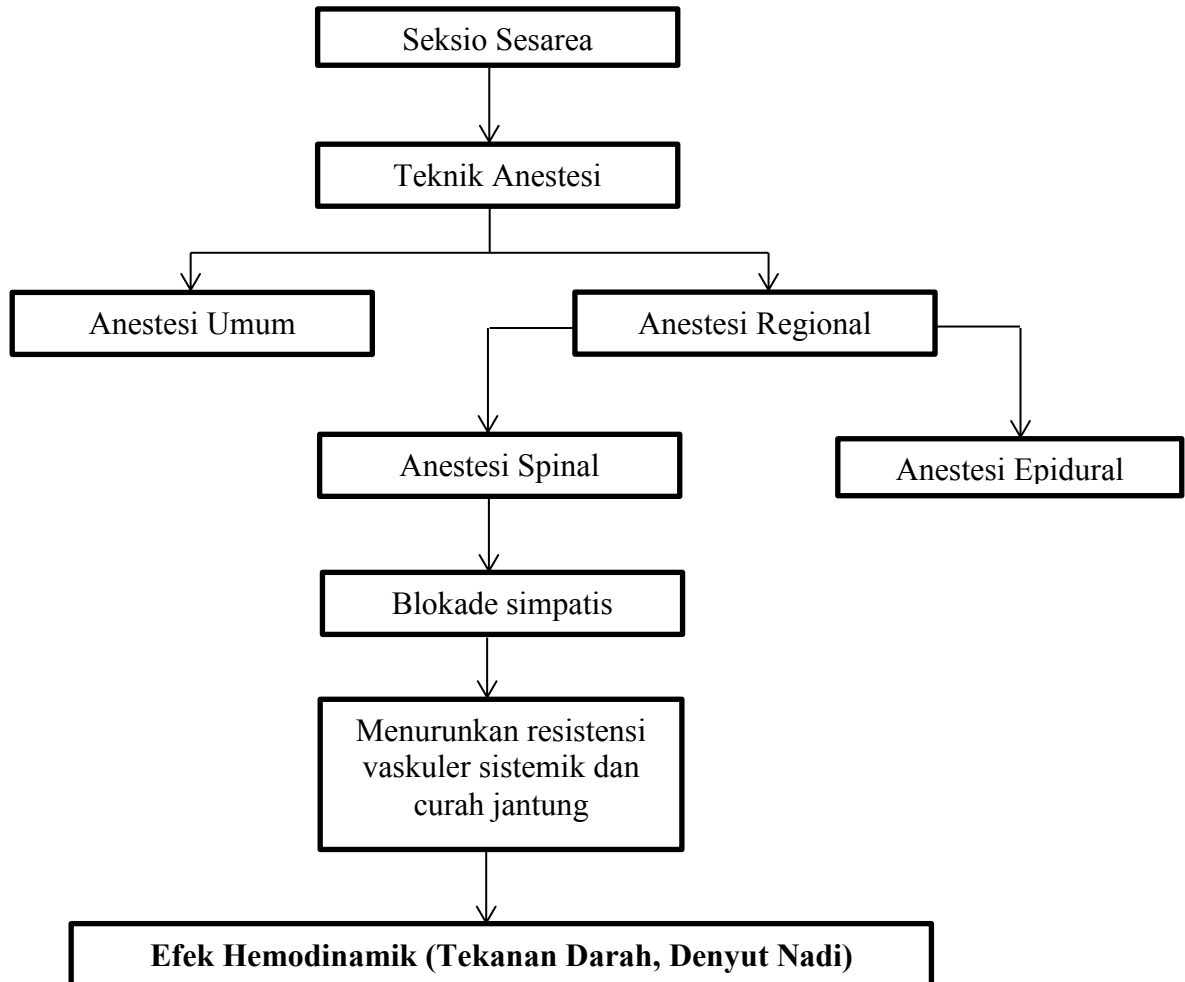 Seksio Sesarea
Teknik Anestesi
Anestesi Umum
Anestesi Regional
Anestesi Spinal
Anestesi Epidural
Blokade simpatis
Menurunkan resistensi
vaskuler sistemik dan
curah jantung
Efek Hemodinamik (Tekanan Darah, Denyut Nadi)